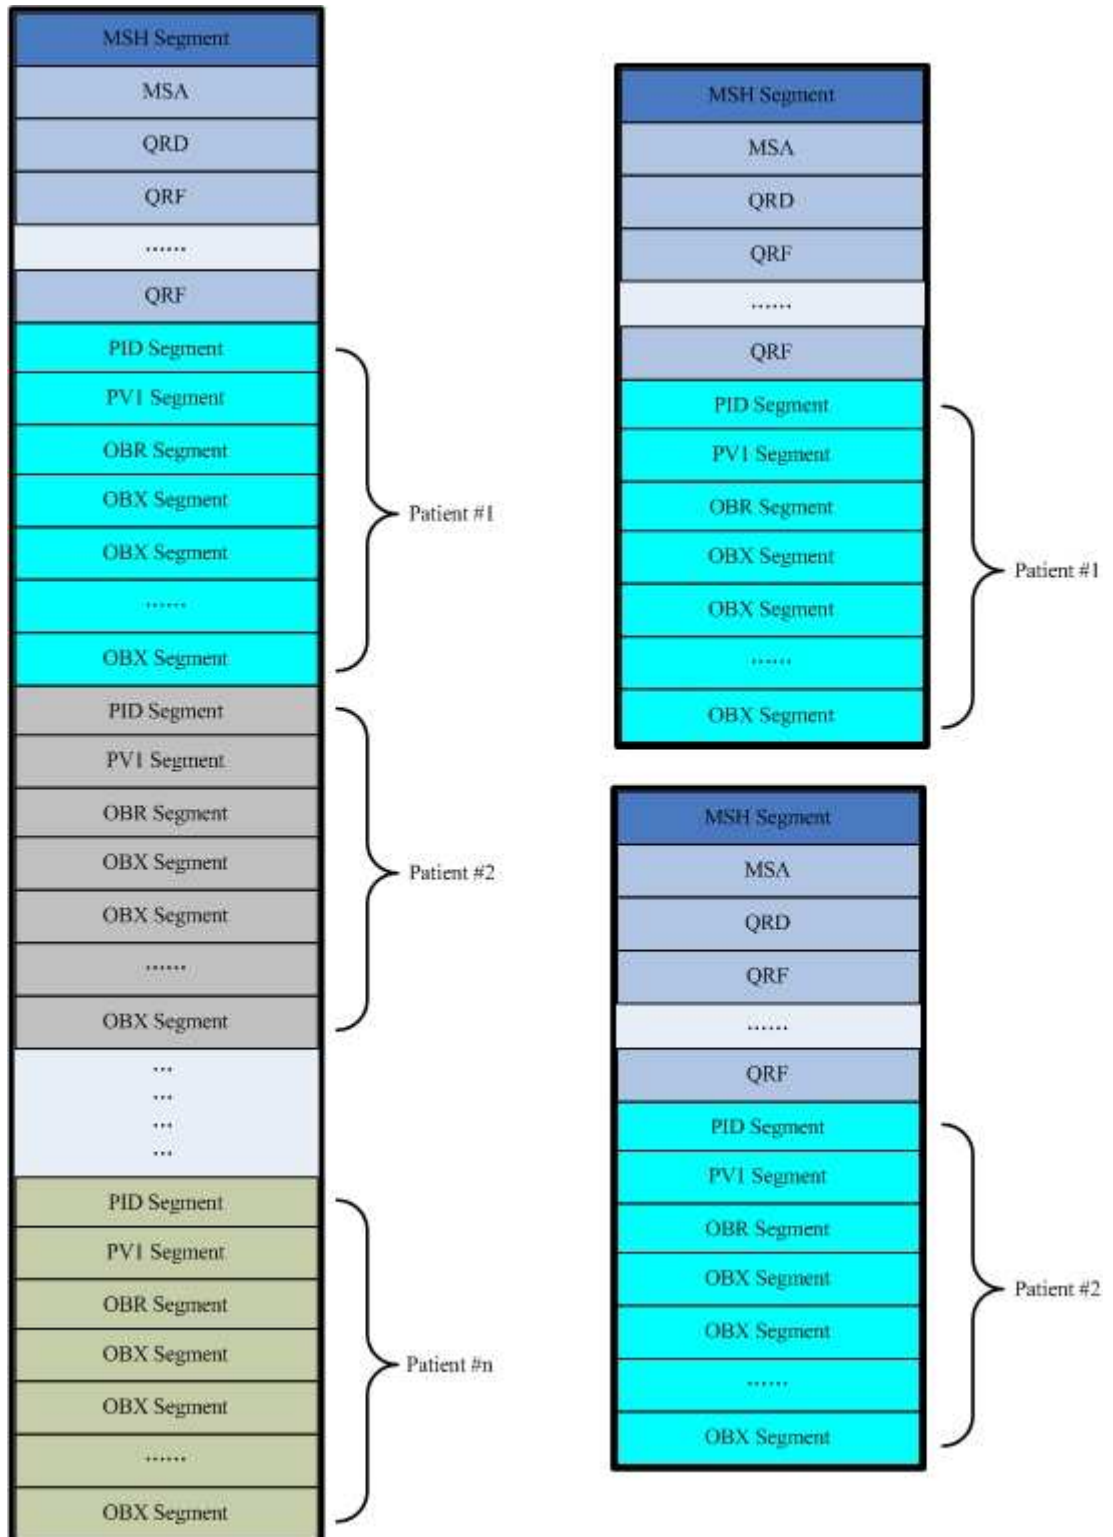 MSH Segment
MSA
QRD
QRF
......
QRF
PID Segment
PV1 Segment
OBR Segment
OBX Segment
OBX Segment
......
OBX Segment
Patient #1
PID Segment
PV1 Segment
OBR Segment
OBX Segment
OBX Segment
......
OBX Segment
Patient #2
...
...
...
...
PID Segment
PV1 Segment
OBR Segment
OBX Segment
OBX Segment
......
OBX Segment
Patient #n
MSH Segment
MSA
QRD
QRF
......
QRF
PID Segment
PV1 Segment
OBR Segment
OBX Segment
OBX Segment
......
OBX Segment
Patient #1
MSH Segment
MSA
QRD
QRF
......
QRF
PID Segment
PV1 Segment
OBR Segment
OBX Segment
OBX Segment
......
OBX Segment
Patient #2